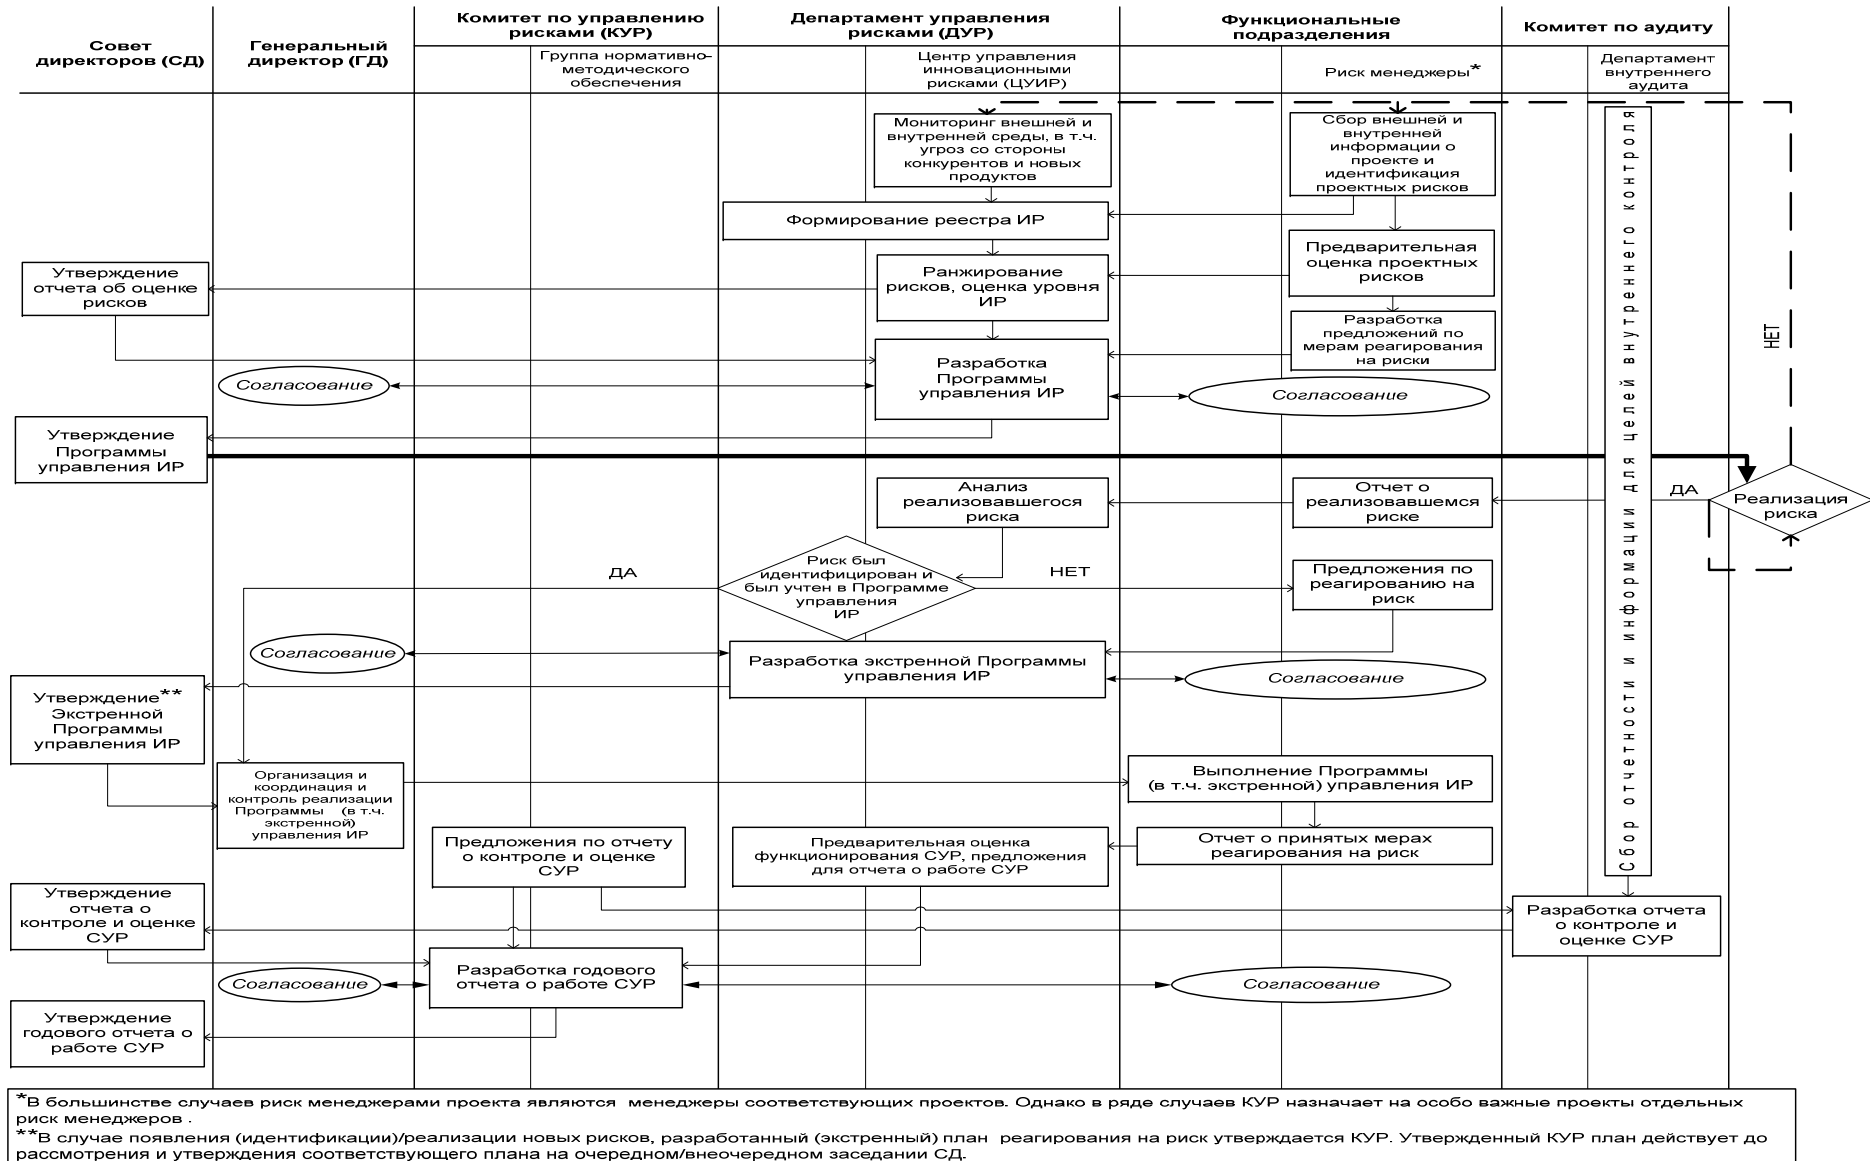 Совет
директоров (СД)
Генеральный
директор (ГД)
Комитет по управлению
рисками (КУР)
Группа нормативно-
методического
обеспечения
Департамент управления
рисками (ДУР)
Центр управления
инновационными
рисками (ЦУИР)
Функциональные
подразделения
Риск менеджеры*
Комитет по аудиту
Департамент
внутреннего
аудита
Мониторинг внешней и
внутренней среды, в т.ч.
угроз со стороны
конкурентов и новых
продуктов
Сбор внешней и
внутренней
информации о
проекте и
идентификация
проектных рисков
Формирование реестра ИР
Предварительная
оценка проектных
рисков
Утверждение
отчета об оценке
рисков
Ранжирование
рисков, оценка уровня
ИР
Разработка
предложений по
мерам реагирования
на риски
Разработка
Программы
управления ИР
Согласование
Согласование
Утверждение
Программы
управления ИР
НЕТ
Сбор отчетности и информации для целей внутреннего контроля
Анализ
реализовавшегося
риска
Отчет о
реализовавшемся
риске
ДА
Реализация
риска
Риск был
идентифицирован и
был учтен в Программе
управления
ИР
ДА
НЕТ
Предложения по
реагированию на
риск
Согласование
Разработка экстренной Программы
управления ИР
Согласование
Утверждение**
Экстренной
Программы
управления ИР
Организация и
координация и
контроль реализации
Программы (в т.ч.
экстренной)
управления ИР
Выполнение Программы
(в т.ч. экстренной) управления ИР
Предложения по отчету
о контроле и оценке
СУР
Предварительная оценка
функционирования СУР, предложения
для отчета о работе СУР
Отчет о принятых мерах
реагирования на риск
Утверждение
отчета о
контроле и оценке
СУР
Разработка отчета
о контроле и
оценке СУР
Согласование
Разработка годового
отчета о работе СУР
Согласование
Утверждение
годового отчета о
работе СУР
*В большинстве случаев риск менеджерами проекта являются менеджеры соответствующих проектов. Однако в ряде случаев КУР назначает на особо важные проекты отдельных
риск менеджеров .
**В случае появления (идентификации)/реализации новых рисков, разработанный (экстренный) план реагирования на риск утверждается КУР. Утвержденный КУР план действует до
рассмотрения и утверждения соответствующего плана на очередном/внеочередном заседании СД.